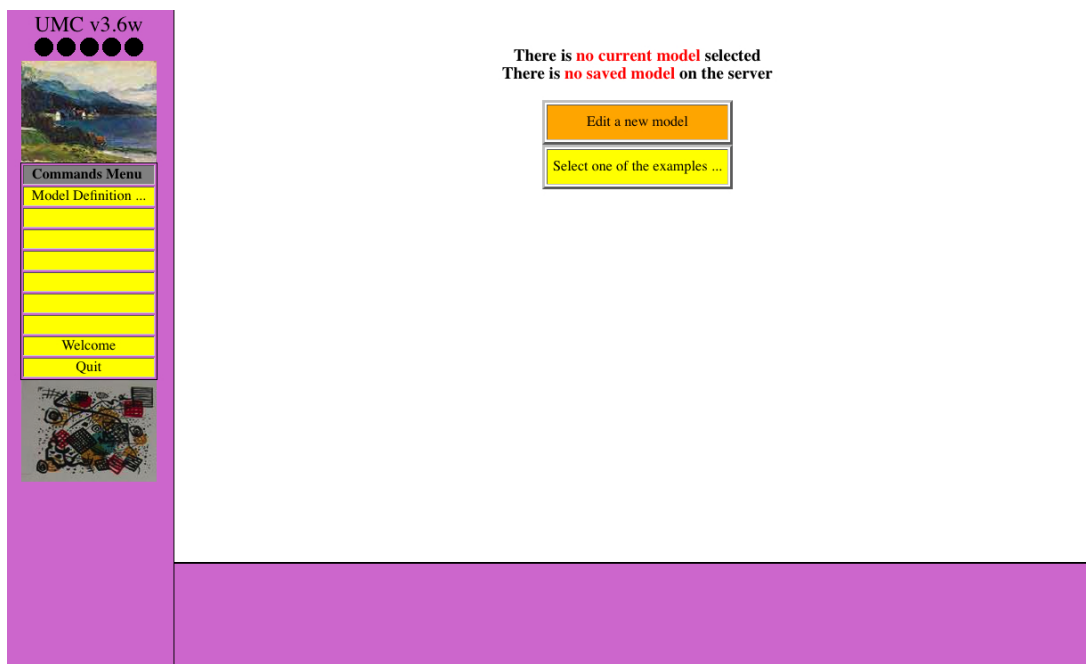 UMC v3.6w
Commands Menu
Model Definition ...
Welcome
Quit
There is no current model selected
There is no saved model on the server
Edit a new model
Select one of the examples ...